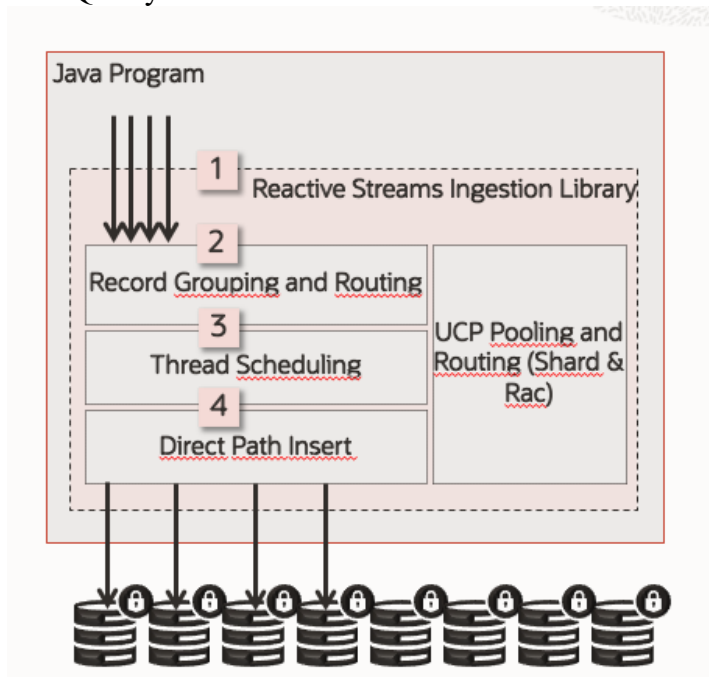 Java Program
1
Reactive Streams Ingestion Library
2
Record Grouping and Routing
3
Thread Scheduling
4
Direct Path Insert
UCP Pooling and
Routing (Shard &
Rac)